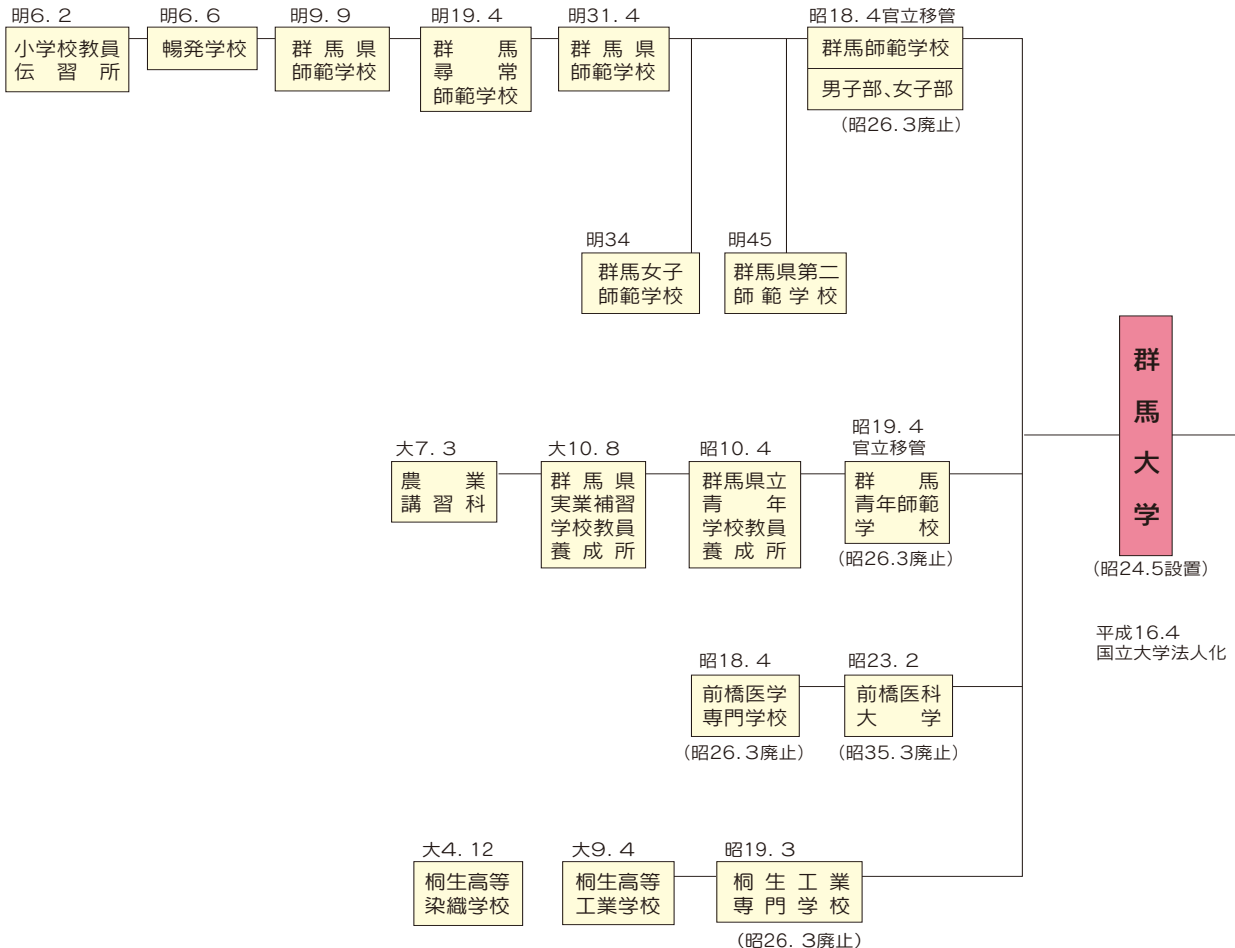 明6. 2
小学校教員
伝習所
明6. 6
暢発学校
明9. 9
群馬県
師範学校
明19. 4
群馬
尋常
師範学校
明31. 4
群馬県
師範学校
昭18. 4官立移管
群馬師範学校
男子部、女子部
(昭26. 3廃止)
明34
群馬女子
師範学校
明45
群馬県第二
師範学校
大7. 3
農業
講習科
大10. 8
群馬県
実業補習
学校教員
養成所
昭10. 4
群馬県立
青年
学校教員
養成所
昭19. 4
官立移管
群馬
青年師範
学校
(昭26.3廃止)
昭18. 4
前橋医学
専門学校
(昭26. 3廃止)
昭23. 2
前橋医科
大学
(昭35. 3廃止)
大4. 12
桐生高等
染織学校
大9. 4
桐生高等
工業学校
昭19. 3
桐生工業
専門学校
(昭26. 3廃止)
群馬大学
(昭24.5設置)
平成16.4
国立大学法人化